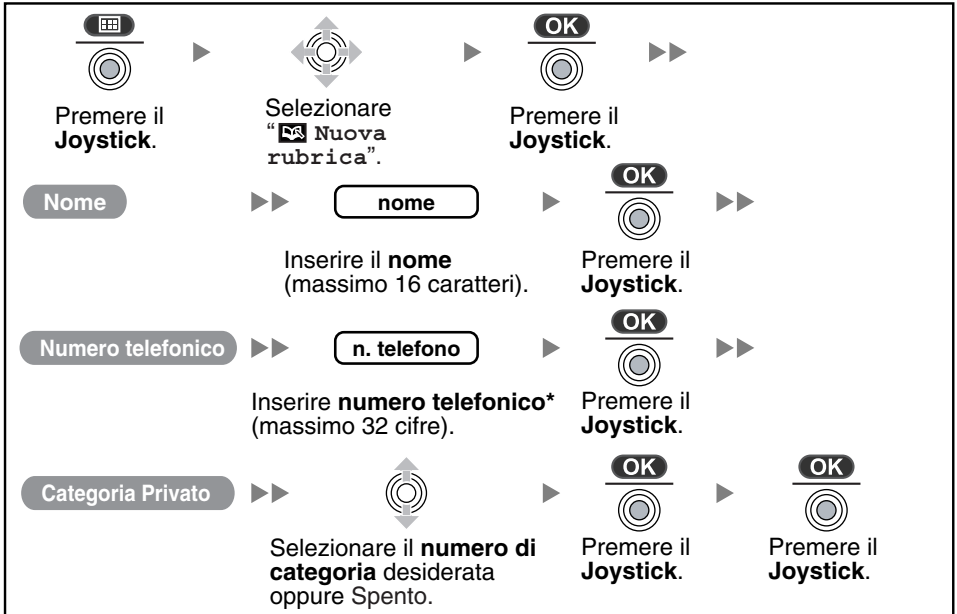 OK
OK
Premere il
Joystick.
Selezionare
“ Nuova
rubrica”.
Premere il
Joystick.
Nome
nome
OK
Inserire il nome
(massimo 16 caratteri).
Premere il
Joystick.
Numero telefonico
n. telefono
OK
Inserire numero telefonico*
(massimo 32 cifre).
Premere il
Joystick.
Categoria Privato
OK
OK
Selezionare il numero di
categoria desiderata
oppure Spento.
Premere il
Joystick.
Premere il
Joystick.